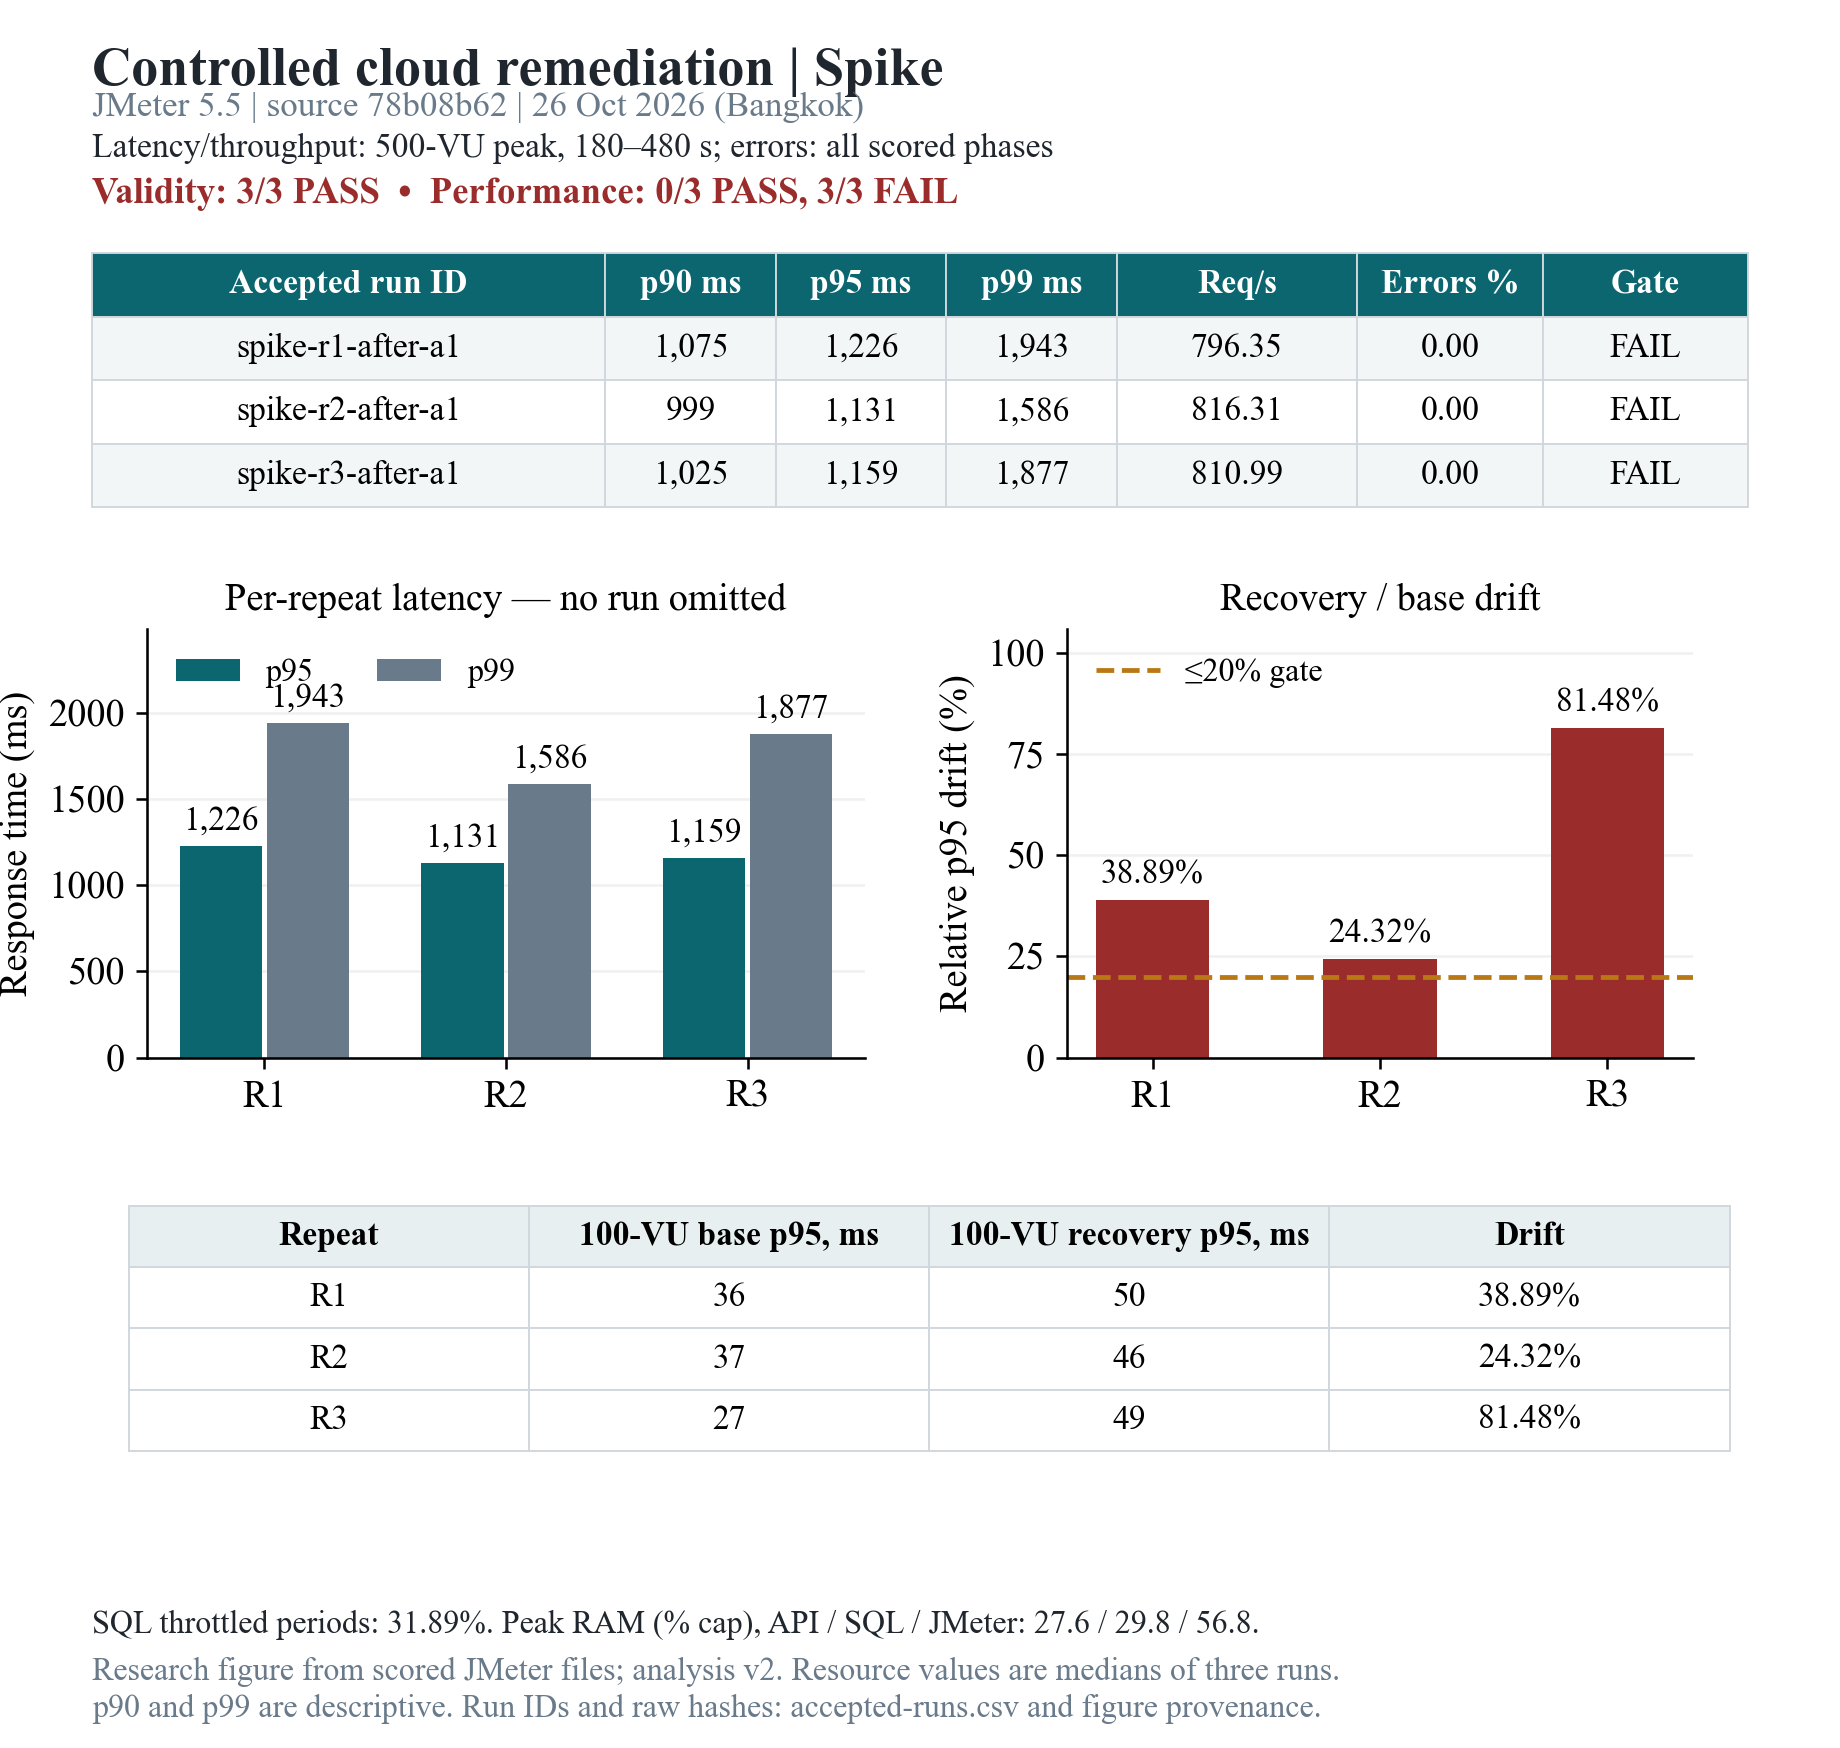 Controlled cloud remediation | Spike
JMeter 5.5 | source 78b08b62 | 26 Oct 2026 (Bangkok)
Latency/throughput: 500-VU peak, 180–480 s; errors: all scored phases
Validity: 3/3 PASS • Performance: 0/3 PASS, 3/3 FAIL
Accepted run ID p90 ms p95 ms p99 ms Req/s Errors % Gate
spike-r1-after-a1 1,075 1,226 1,943 796.35 0.00 FAIL
spike-r2-after-a1 999 1,131 1,586 816.31 0.00 FAIL
spike-r3-after-a1 1,025 1,159 1,877 810.99 0.00 FAIL
Per-repeat latency — no run omitted
Response time (ms)
p95 p99
2000
1500
1000
500
0
1,226 1,943
1,131 1,586
1,159 1,877
R1 R2 R3
Recovery / base drift
Relative p95 drift (%)
≤20% gate
100
75
50
25
0
38.89%
24.32%
81.48%
R1 R2 R3
Repeat 100-VU base p95, ms 100-VU recovery p95, ms Drift
R1 36 50 38.89%
R2 37 46 24.32%
R3 27 49 81.48%
SQL throttled periods: 31.89%. Peak RAM (% cap), API / SQL / JMeter: 27.6 / 29.8 / 56.8.
Research figure from scored JMeter files; analysis v2. Resource values are medians of three runs.
p90 and p99 are descriptive. Run IDs and raw hashes: accepted-runs.csv and figure provenance.